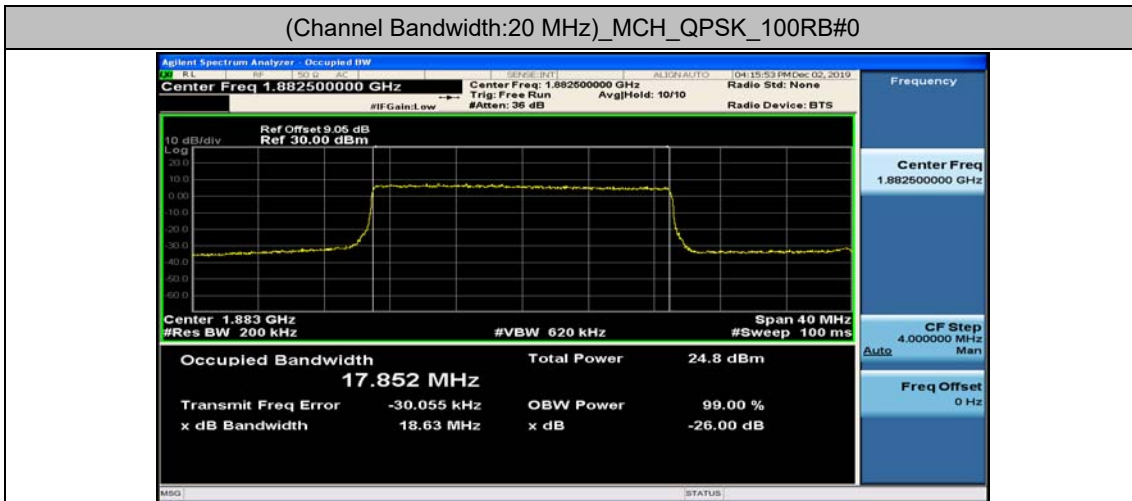 (Channel Bandwidth:20 MHz)_MCH_QPSK_100RB#0
Agilent Spectrum Analyzer - Occupied BW
RL RF 50 Ω AC SENSE:INT ALIGN AUTO 04:15:53 PM Dec 02, 2019
Center Freq 1.882500000 GHz
Center Freq: 1.882500000 GHz Radio Std: None
Trig: Free Run Avg|Hold: 10/10
#IFGain:Low #Atten: 36 dB Radio Device: BTS
Ref Offset 9.05 dB
10 dB/div Ref 30.00 dBm
Log
20.0
10.0
0.00
-10.0
-20.0
-30.0
-40.0
-50.0
-60.0
Center 1.883 GHz Span 40 MHz
#Res BW 200 kHz #VBW 620 kHz #Sweep 100 ms
Occupied Bandwidth Total Power 24.8 dBm
17.852 MHz
Transmit Freq Error -30.055 kHz OBW Power 99.00 %
x dB Bandwidth 18.63 MHz x dB -26.00 dB
Frequency
Center Freq
1.882500000 GHz
CF Step
4.000000 MHz
Auto Man
Freq Offset
0 Hz
MSG STATUS